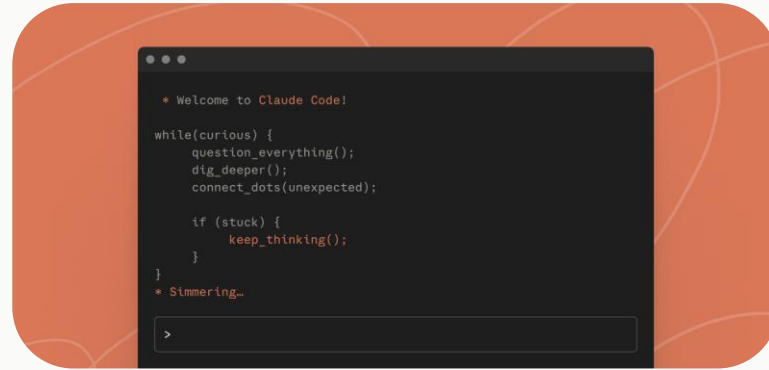 * Welcome to Claude Code!
while(curious) {
question_everything();
dig_deeper();
connect_dots(unexpected);
if (stuck) {
keep_thinking();
}
}
* Simmering…
>